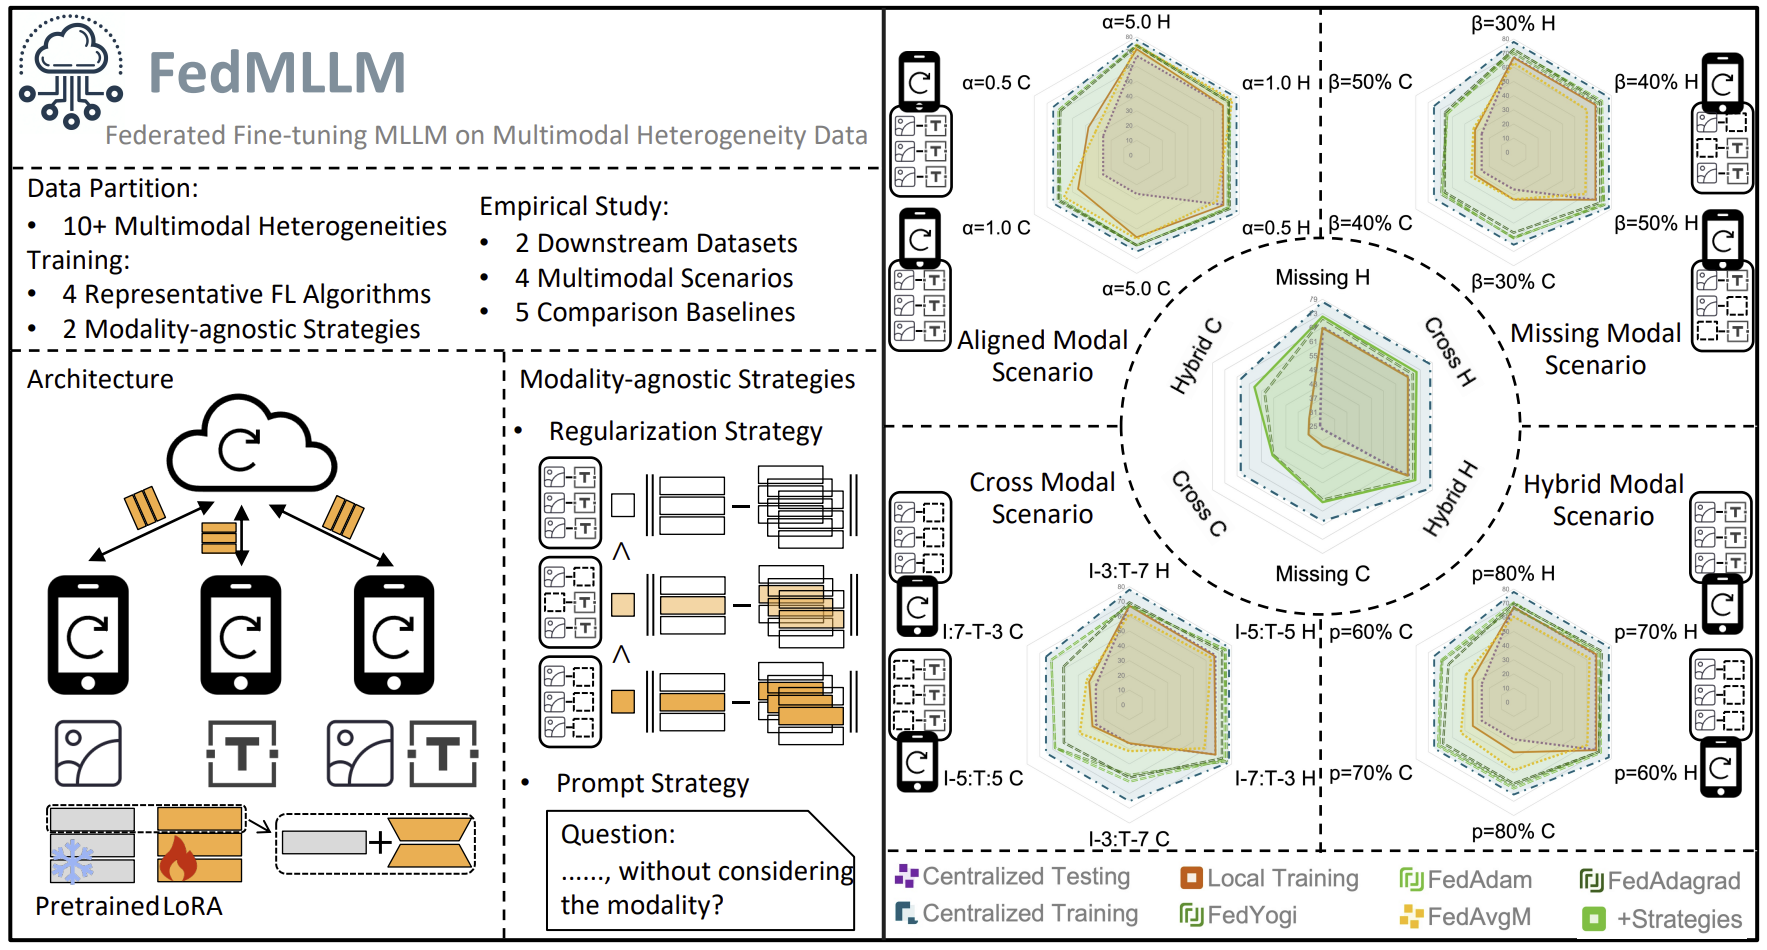 FedMLLM
Federated Fine-tuning MLLM on Multimodal Heterogeneity Data
Data Partition:
• 10+ Multimodal Heterogeneities
Training:
• 4 Representative FL Algorithms
• 2 Modality-agnostic Strategies
Empirical Study:
• 2 Downstream Datasets
• 4 Multimodal Scenarios
• 5 Comparison Baselines
Architecture
T
T
Pretrained LoRA
+
Modality-agnostic Strategies
• Regularization Strategy
T
T
T
T
T
• Prompt Strategy
Question:
......, without considering
the modality?
α=5.0 H
α=0.5 C
α=1.0 H
α=1.0 C
α=0.5 H
α=5.0 C
80
40
30
20
10
0
Aligned Modal
Scenario
β=30% H
β=50% C
β=40% H
β=40% C
β=50% H
β=30% C
Missing Modal
Scenario
Missing H
Hybrid C
Cross H
Cross C
Hybrid H
Missing C
Cross Modal
Scenario
I-3:T-7 H
I:7-T-3 C
I-5:T-5 H
I-5:T:5 C
I-7:T-3 H
I-3:T-7 C
Hybrid Modal
Scenario
p=80% H
p=60% C
p=70% H
p=70% C
p=60% H
p=80% C
Centralized Testing
Local Training
FedAdam
FedAdagrad
Centralized Training
FedYogi
FedAvgM
+Strategies